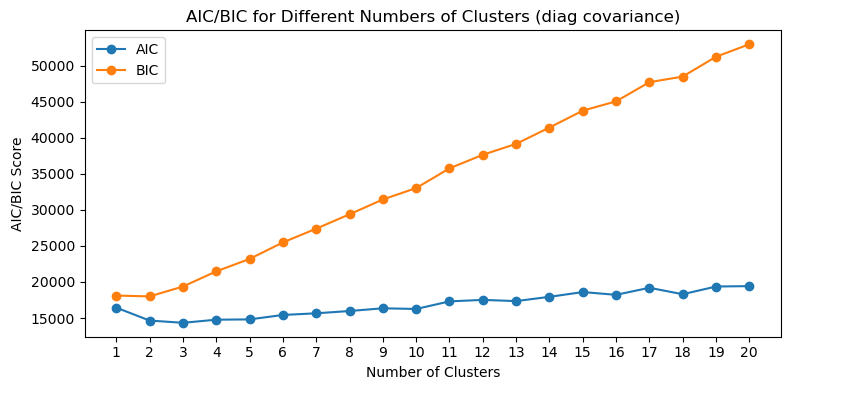 AIC/BIC for Different Numbers of Clusters (diag covariance)
AIC
BIC
50000
45000
40000
35000
30000
25000
20000
15000
AIC/BIC Score
1 2 3 4 5 6 7 8 9 10 11 12 13 14 15 16 17 18 19 20
Number of Clusters